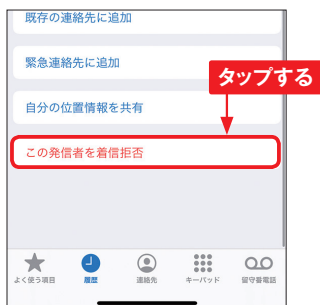 既存の連絡先に追加
緊急連絡先に追加
タップする
自分の位置情報を共有
この発信者を着信拒否
よく使う項目
履歴
連絡先
キーパッド
留守番電話